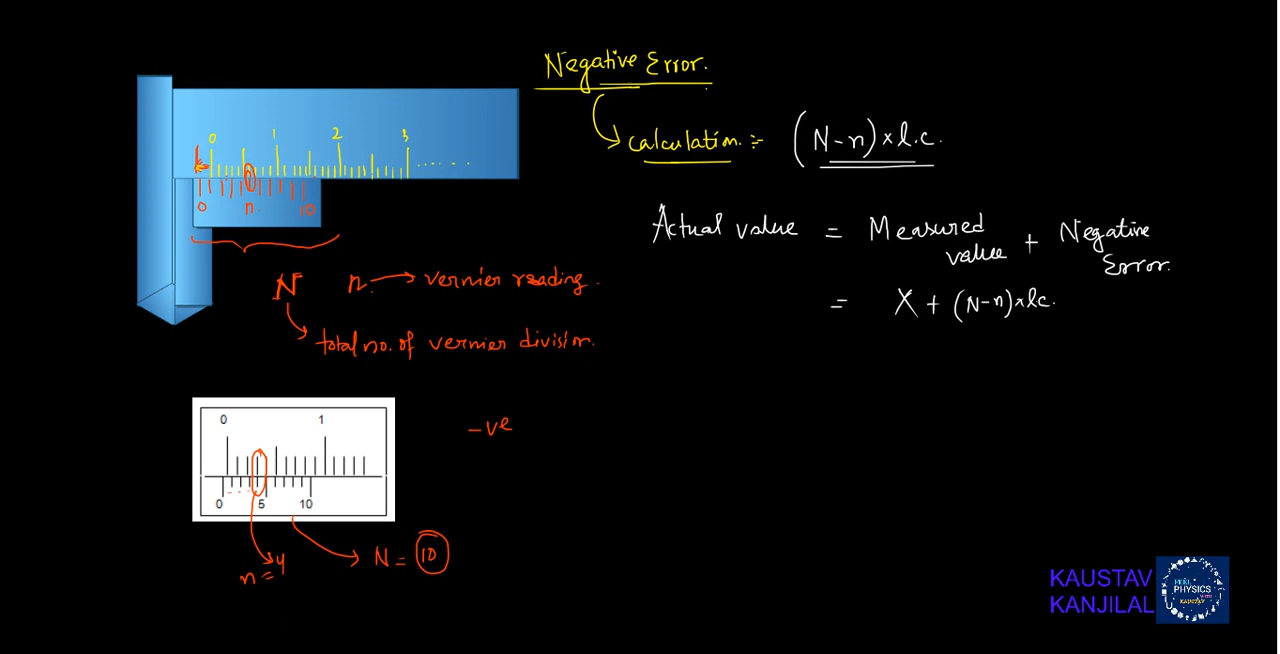 Negative Error.
Calculation :- (N-n)×l.c.
0 1 2 3 ......
0 n 10
Actual value = Measured value + Negative Error.
= X + (N-n)×lc.
N n → vernier reading.
total no. of vernier division.
0 1
0 5 10
-ve
n=4
N = 10
KAUSTAV
KANJILAL
PHYSICS
KAUSTAV